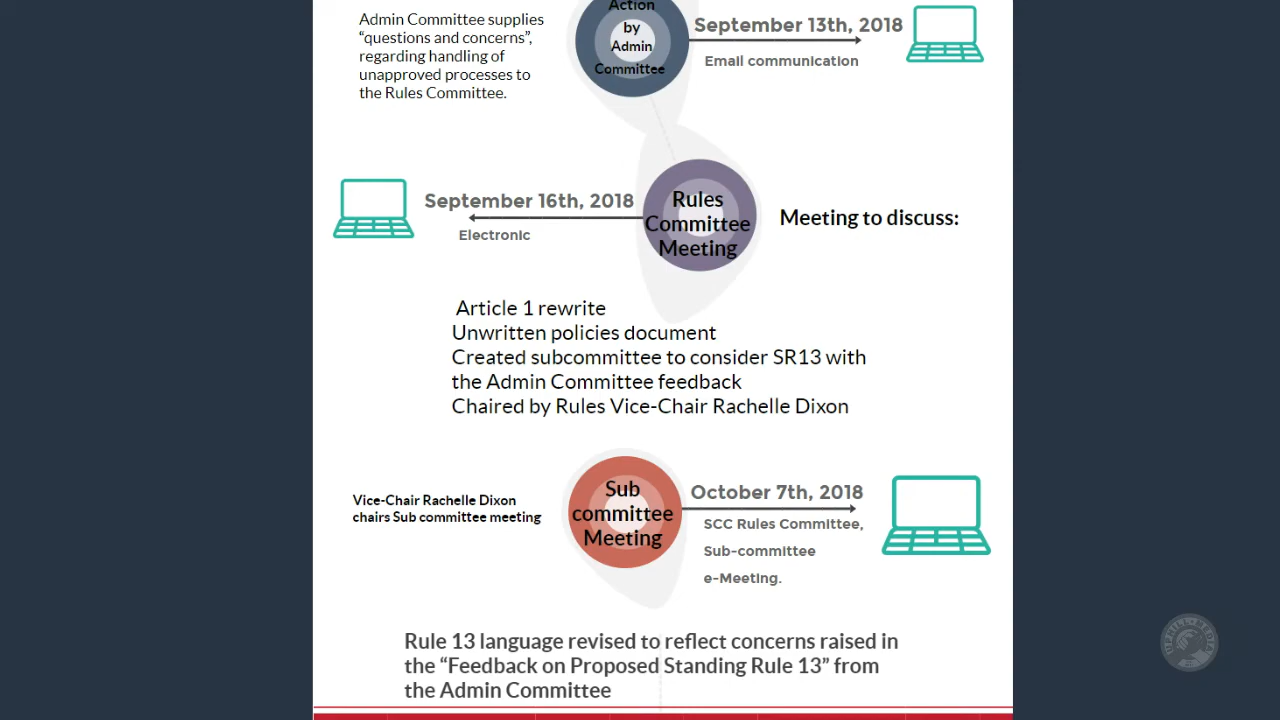 Action
by
Admin
Committee
Admin Committee supplies
“questions and concerns”,
regarding handling of
unapproved processes to
the Rules Committee.
September 13th, 2018
Email communication
September 16th, 2018
Electronic
Rules
Committee
Meeting
Meeting to discuss:
Article 1 rewrite
Unwritten policies document
Created subcommittee to consider SR13 with
the Admin Committee feedback
Chaired by Rules Vice-Chair Rachelle Dixon
Vice-Chair Rachelle Dixon
chairs Sub committee meeting
Sub
committee
Meeting
October 7th, 2018
SCC Rules Committee,
Sub-committee
e-Meeting.
Rule 13 language revised to reflect concerns raised in
the “Feedback on Proposed Standing Rule 13” from
the Admin Committee